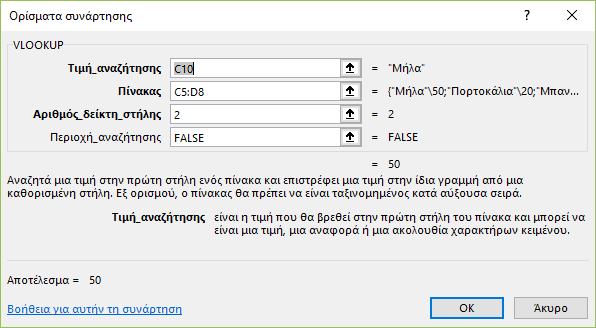 Ορίσματα συνάρτησης ? ×
VLOOKUP
Τιμή_αναζήτησης C10 = "Μήλα"
Πίνακας C5:D8 = {"Μήλα"\50;"Πορτοκάλια"\20;"Μπαν...
Αριθμός_δείκτη_στήλης 2 = 2
Περιοχή_αναζήτησης FALSE = FALSE
= 50
Αναζητά μια τιμή στην πρώτη στήλη ενός πίνακα και επιστρέφει μια τιμή στην ίδια γραμμή από μια
καθορισμένη στήλη. Εξ ορισμού, ο πίνακας θα πρέπει να είναι ταξινομημένος κατά αύξουσα σειρά.
Τιμή_αναζήτησης είναι η τιμή που θα βρεθεί στην πρώτη στήλη του πίνακα και μπορεί να
είναι μια τιμή, μια αναφορά ή μια ακολουθία χαρακτήρων κειμένου.
Αποτέλεσμα = 50
Βοήθεια για αυτήν τη συνάρτηση OK Άκυρο